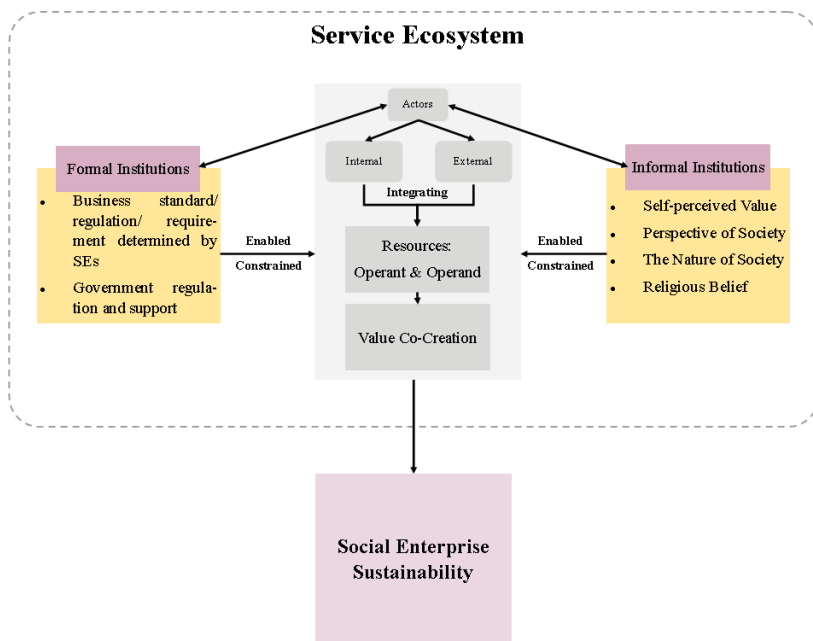 Service Ecosystem
Actors
Internal
External
Integrating
Resources:
Operant & Operand
Value Co-Creation
Formal Institutions
• Business standard/
regulation/ require-
ment determined by
SEs
• Government regula-
tion and support
Enabled
Constrained
Informal Institutions
• Self-perceived Value
• Perspective of Society
• The Nature of Society
• Religious Belief
Enabled
Constrained
Social Enterprise
Sustainability